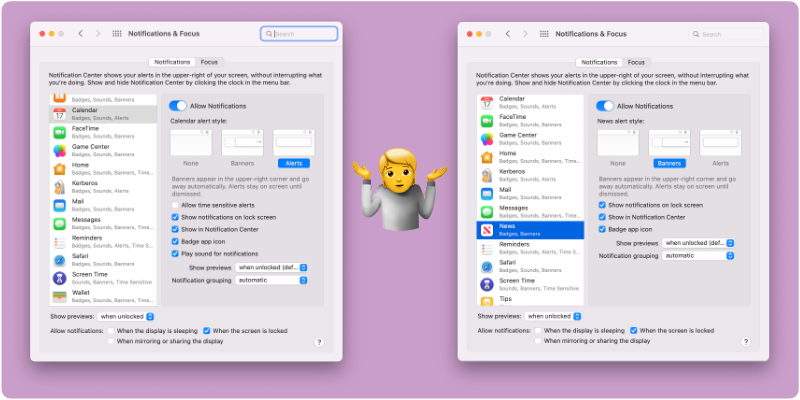 Notifications & Focus
Search
Notifications
Focus
Notification Center shows your alerts in the upper-right of your screen, without interrupting what
you're doing. Show and hide Notification Center by clicking the clock in the menu bar.
Badges, Sounds, Banners
17
Calendar
Badges, Sounds, Alerts
FaceTime
Badges, Sounds, Banners
Game Center
Badges, Sounds, Banners
Home
Badges, Sounds, Banners, Time...
Kerberos
Badges, Sounds, Alerts
Mail
Badges, Sounds, Banners
Messages
Badges, Sounds, Banners
Reminders
Badges, Sounds, Alerts, Time S...
Safari
Badges, Sounds, Banners
Screen Time
Sounds, Banners, Time Sensitive
Wallet
Badges, Sounds, Banners
Allow Notifications
Calendar alert style:
None
Banners
Alerts
Banners appear in the upper-right corner and go
away automatically. Alerts stay on screen until
dismissed.
Allow time sensitive alerts
Show notifications on lock screen
Show in Notification Center
Badge app icon
Play sound for notifications
Show previews
when unlocked (def...
Notification grouping
automatic
Show previews:
when unlocked
Allow notifications:
When the display is sleeping
When the screen is locked
When mirroring or sharing the display
?
Notifications & Focus
Search
Notifications
Focus
Notification Center shows your alerts in the upper-right of your screen, without interrupting what
you're doing. Show and hide Notification Center by clicking the clock in the menu bar.
17
Calendar
Badges, Sounds, Alerts
FaceTime
Badges, Sounds, Banners
Game Center
Badges, Sounds, Banners
Home
Badges, Sounds, Banners, Time...
Kerberos
Badges, Sounds, Alerts
Mail
Badges, Sounds, Banners
Messages
Badges, Sounds, Banners
News
Badges, Banners
Reminders
Badges, Sounds, Alerts, Time S...
Safari
Badges, Sounds, Banners
Screen Time
Sounds, Banners, Time Sensitive
Tips
Allow Notifications
News alert style:
None
Banners
Alerts
Banners appear in the upper-right corner and go
away automatically. Alerts stay on screen until
dismissed.
Show notifications on lock screen
Show in Notification Center
Badge app icon
Show previews
when unlocked (def...
Notification grouping
automatic
Show previews:
when unlocked
Allow notifications:
When the display is sleeping
When the screen is locked
When mirroring or sharing the display
?